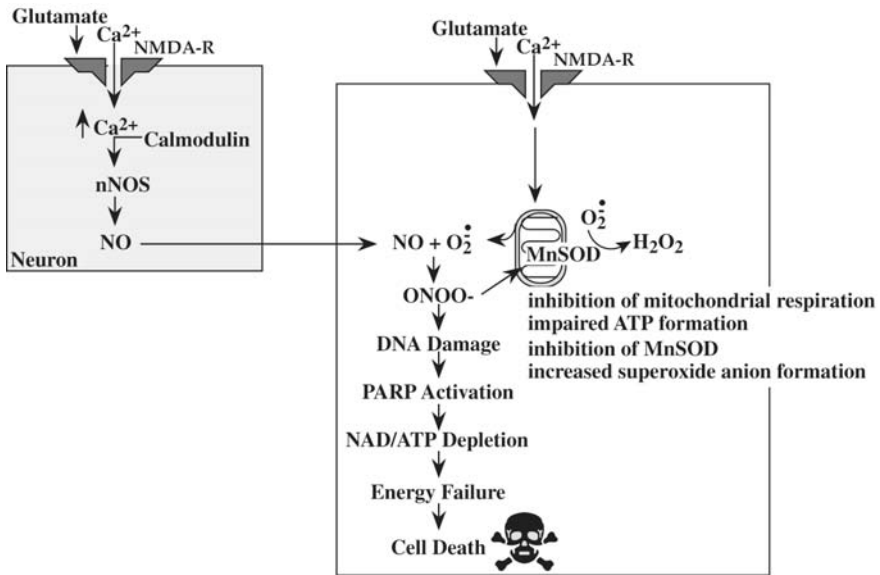 Glutamate
Ca2+
NMDA-R
Ca2+
Calmodulin
nNOS
NO
Neuron
Glutamate
Ca2+
NMDA-R
NO + O2•-
O2•-
H2O2
MnSOD
ONOO-
inhibition of mitochondrial respiration
impaired ATP formation
inhibition of MnSOD
increased superoxide anion formation
DNA Damage
PARP Activation
NAD/ATP Depletion
Energy Failure
Cell Death